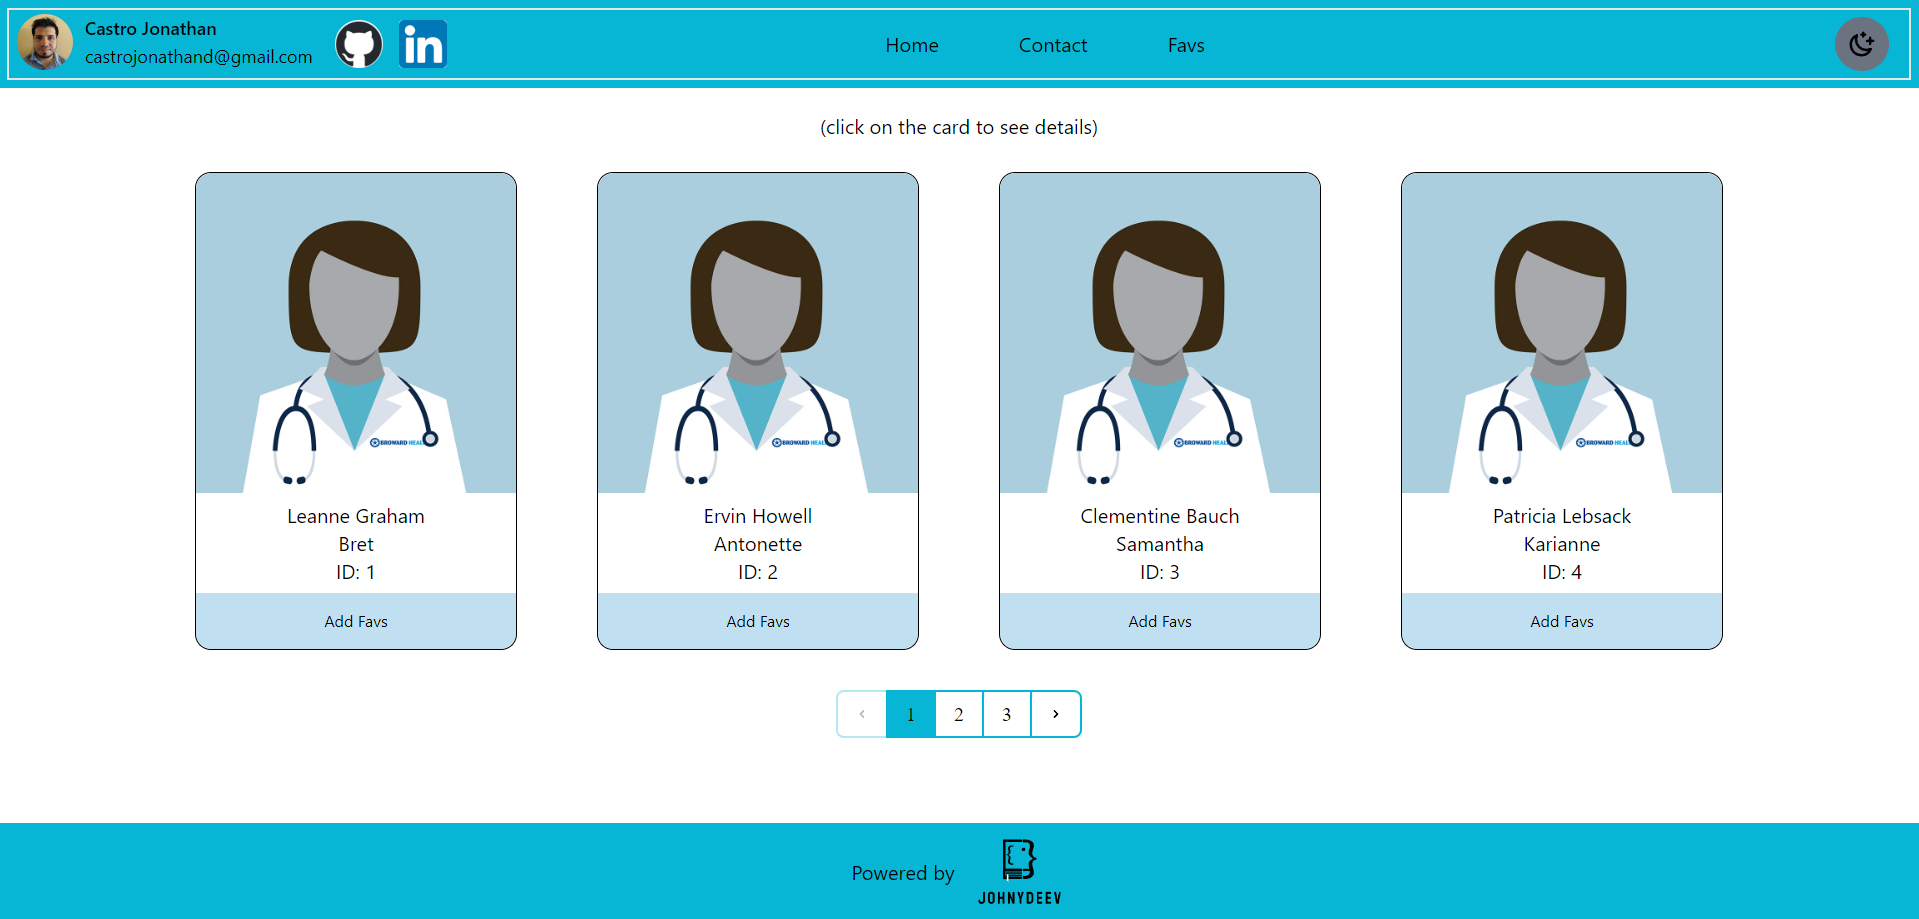 Castro Jonathan
castrojonathand@gmail.com
in
Home
Contact
Favs
(click on the card to see details)
BROWARD HEAL
BROWARD HEAL
BROWARD HEAL
BROWARD HEAL
Leanne Graham
Bret
ID: 1
Add Favs
Ervin Howell
Antonette
ID: 2
Add Favs
Clementine Bauch
Samantha
ID: 3
Add Favs
Patricia Lebsack
Karianne
ID: 4
Add Favs
‹ 1 2 3 ›
Powered by
JOHNYDEEV